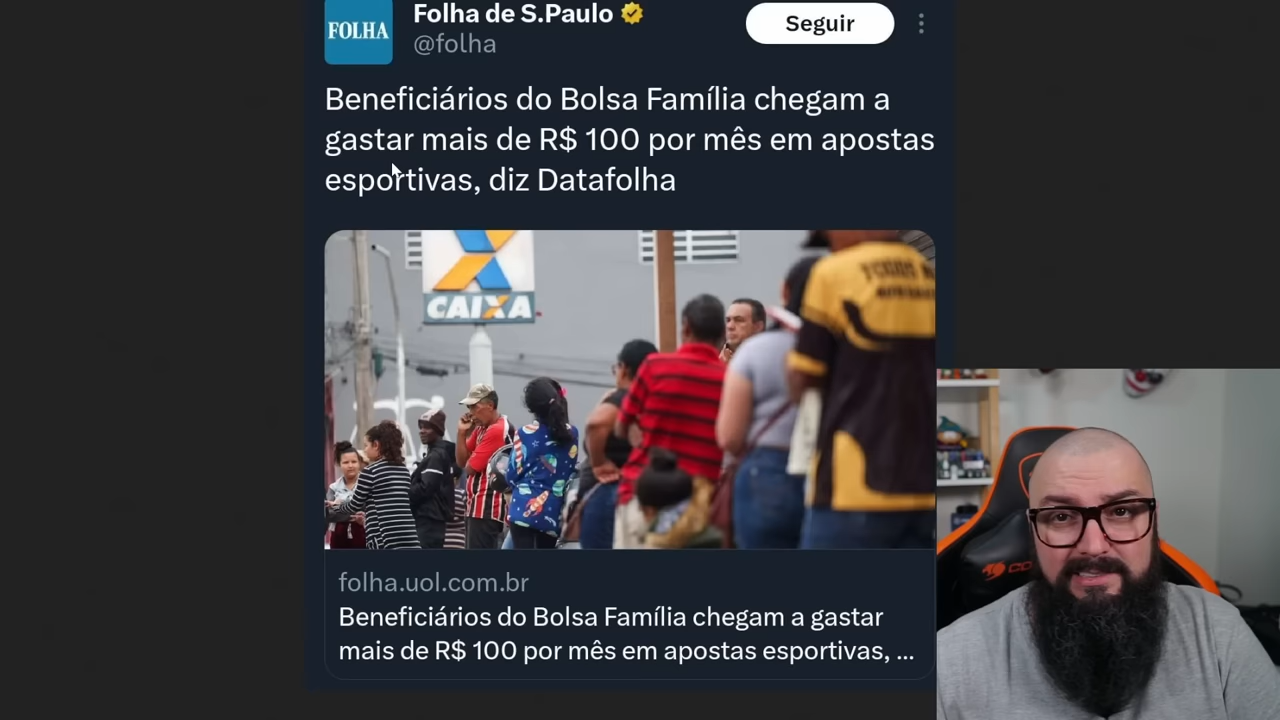 FOLHA
Folha de S.Paulo
@folha
Seguir
Beneficiários do Bolsa Família chegam a
gastar mais de R$ 100 por mês em apostas
esportivas, diz Datafolha
CAIXA
folha.uol.com.br
Beneficiários do Bolsa Família chegam a gastar
mais de R$ 100 por mês em apostas esportivas, ...